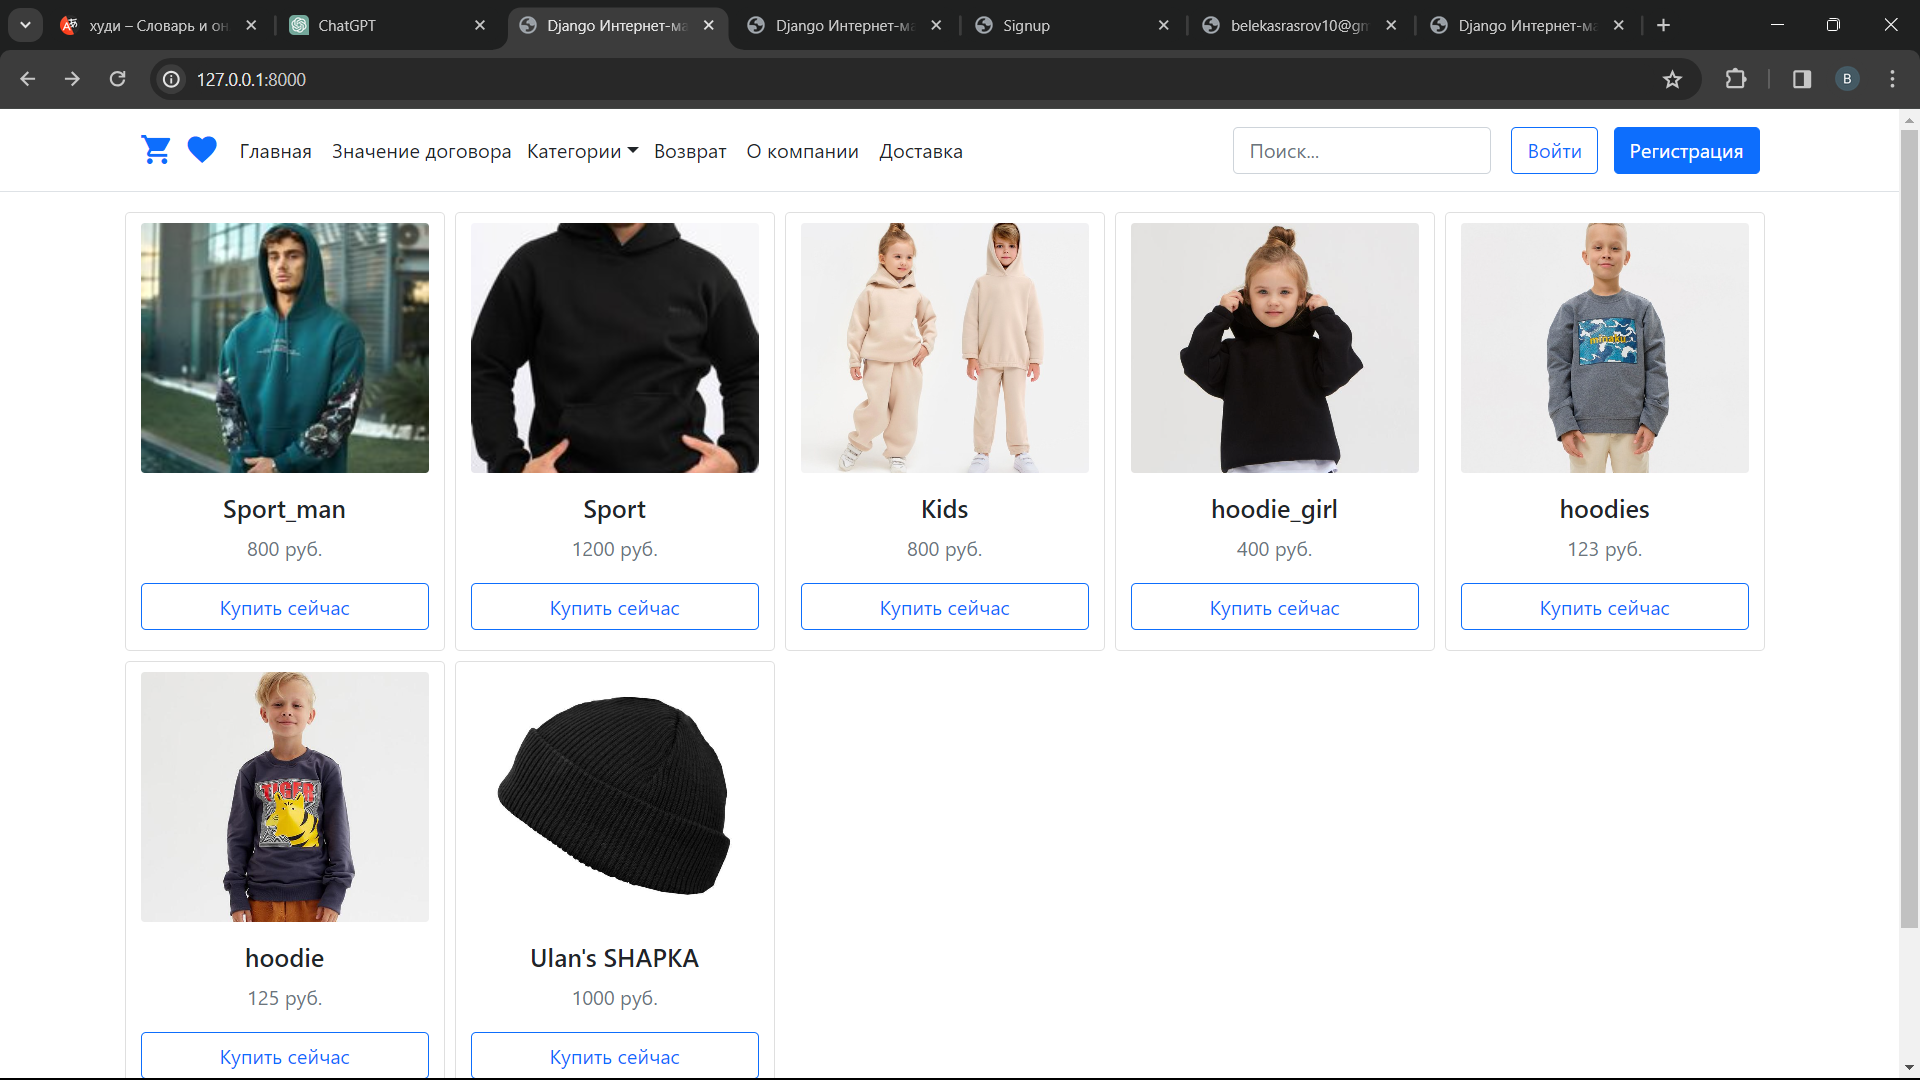 худи – Словарь и он
ChatGPT
Django Интернет-ма
Django Интернет-ма
Signup
belekasrasrov10@gm
Django Интернет-ма
127.0.0.1:8000
B
Главная
Значение договора
Категории
Возврат
О компании
Доставка
Поиск...
Войти
Регистрация
Sport_man
Sport
Kids
hoodie_girl
hoodies
800 руб.
1200 руб.
800 руб.
400 руб.
123 руб.
Купить сейчас
Купить сейчас
Купить сейчас
Купить сейчас
Купить сейчас
TIGER
hoodie
Ulan's SHAPKA
125 руб.
1000 руб.
Купить сейчас
Купить сейчас